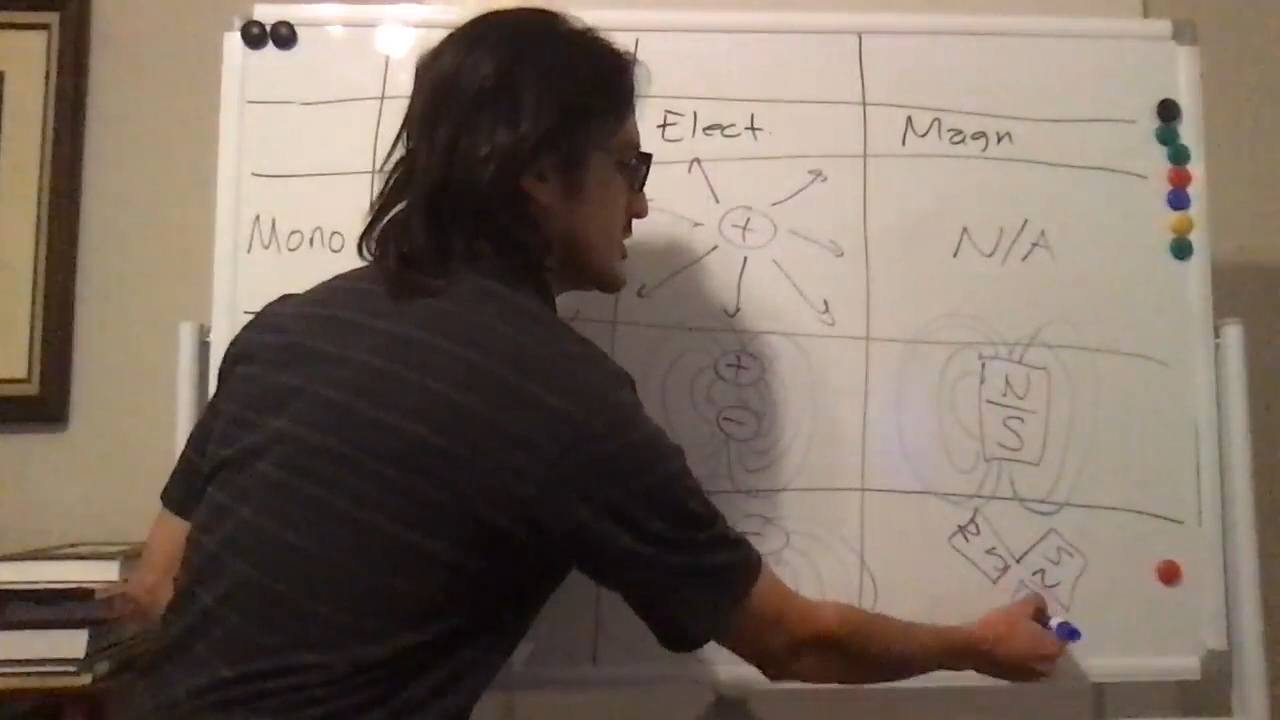 Elect. Magn
Mono + N/A
+ N
- S
- N S S N